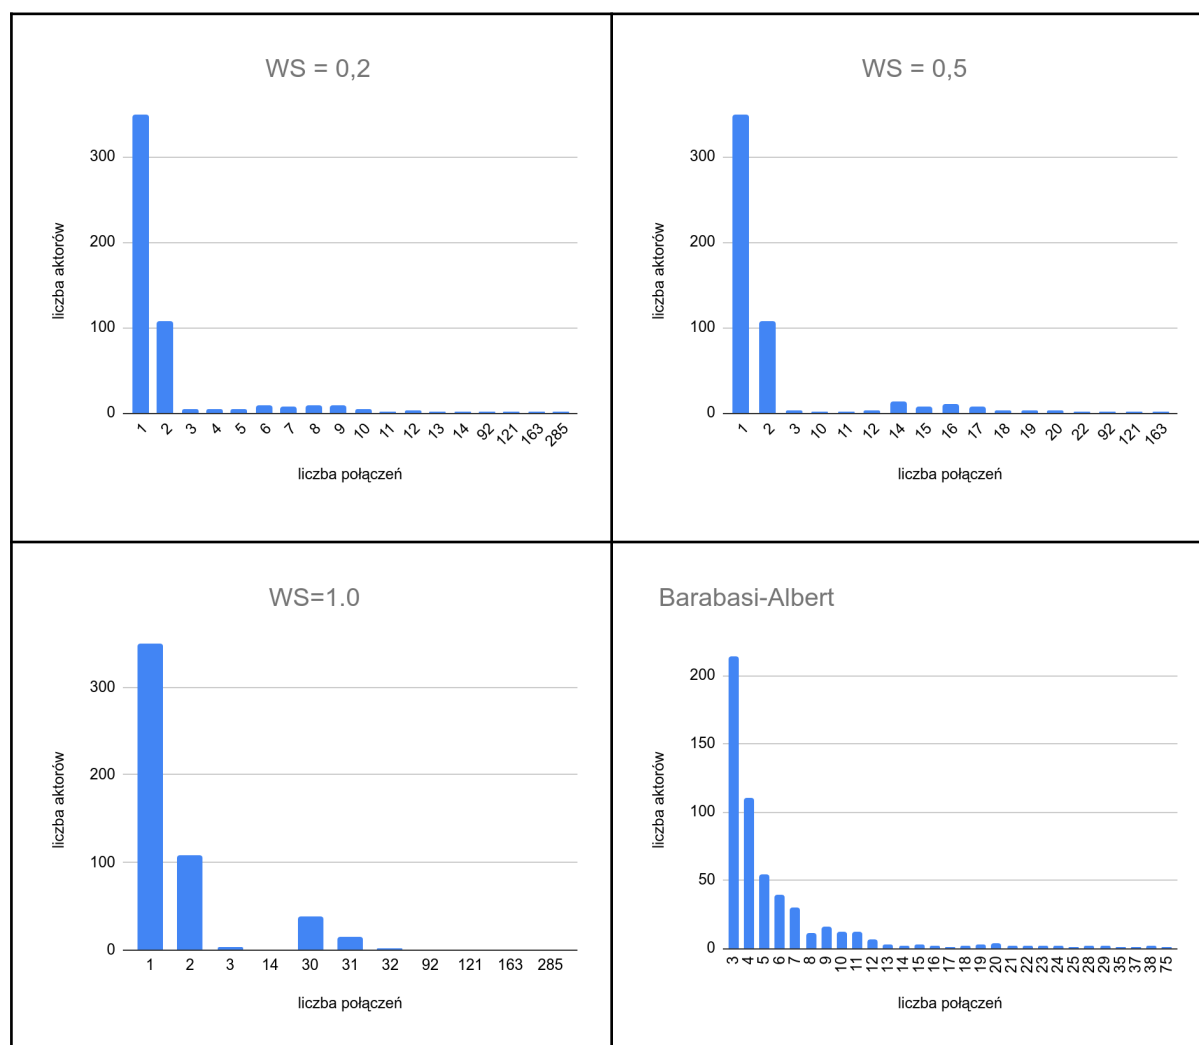 WS = 0,2
300
200
100
0
liczba aktorów
1 2 3 4 5 6 7 8 9 10 11 12 13 14 92 121 163 285
liczba połączeń
WS = 0,5
300
200
100
0
liczba aktorów
1 2 3 10 11 12 14 15 16 17 18 19 20 22 92 121 163
liczba połączeń
WS=1.0
300
200
100
0
liczba aktorów
1 2 3 14 30 31 32 92 121 163 285
liczba połączeń
Barabasi-Albert
200
150
100
50
0
liczba aktorów
3 4 5 6 7 8 9 10 11 12 13 14 15 16 17 18 19 20 21 22 23 24 25 28 29 35 37 38 75
liczba połączeń